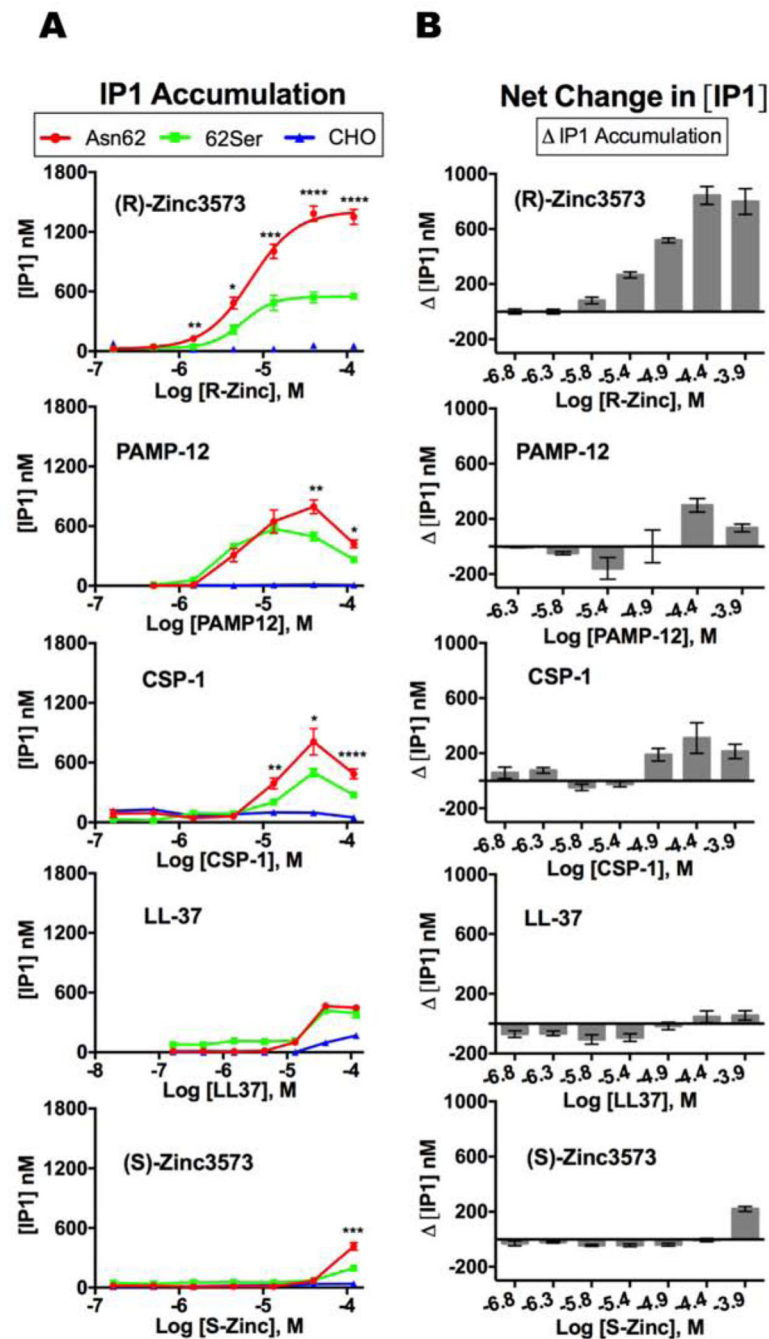 A
B
IP1 Accumulation
Net Change in [IP1]
Asn62 62Ser CHO
Δ IP1 Accumulation
[IP1] nM
1800
1200
600
0
(R)-Zinc3573
** * *** **** ****
-7 -6 -5 -4
Log [R-Zinc], M
Δ [IP1] nM
1000
600
200
-200
(R)-Zinc3573
-6.8 -6.3 -5.8 -5.4 -4.9 -4.4 -3.9
Log [R-Zinc], M
[IP1] nM
1800
1200
600
0
PAMP-12
** *
-7 -6 -5 -4
Log [PAMP12], M
Δ [IP1] nM
1000
600
200
-200
PAMP-12
-6.3 -5.8 -5.4 -4.9 -4.4 -3.9
Log [PAMP-12], M
[IP1] nM
1800
1200
600
0
CSP-1
** * ****
-7 -6 -5 -4
Log [CSP-1], M
Δ [IP1] nM
1000
600
200
-200
CSP-1
-6.8 -6.3 -5.8 -5.4 -4.9 -4.4 -3.9
Log [CSP-1], M
[IP1] nM
1800
1200
600
0
LL-37
-8 -7 -6 -5 -4
Log [LL37], M
Δ [IP1] nM
1000
600
200
-200
LL-37
-6.8 -6.3 -5.8 -5.4 -4.9 -4.4 -3.9
Log [LL37], M
[IP1] nM
1800
1200
600
0
(S)-Zinc3573
***
-7 -6 -5 -4
Log [S-Zinc], M
Δ [IP1] nM
1000
600
200
-200
(S)-Zinc3573
-6.8 -6.3 -5.8 -5.4 -4.9 -4.4 -3.9
Log [S-Zinc], M